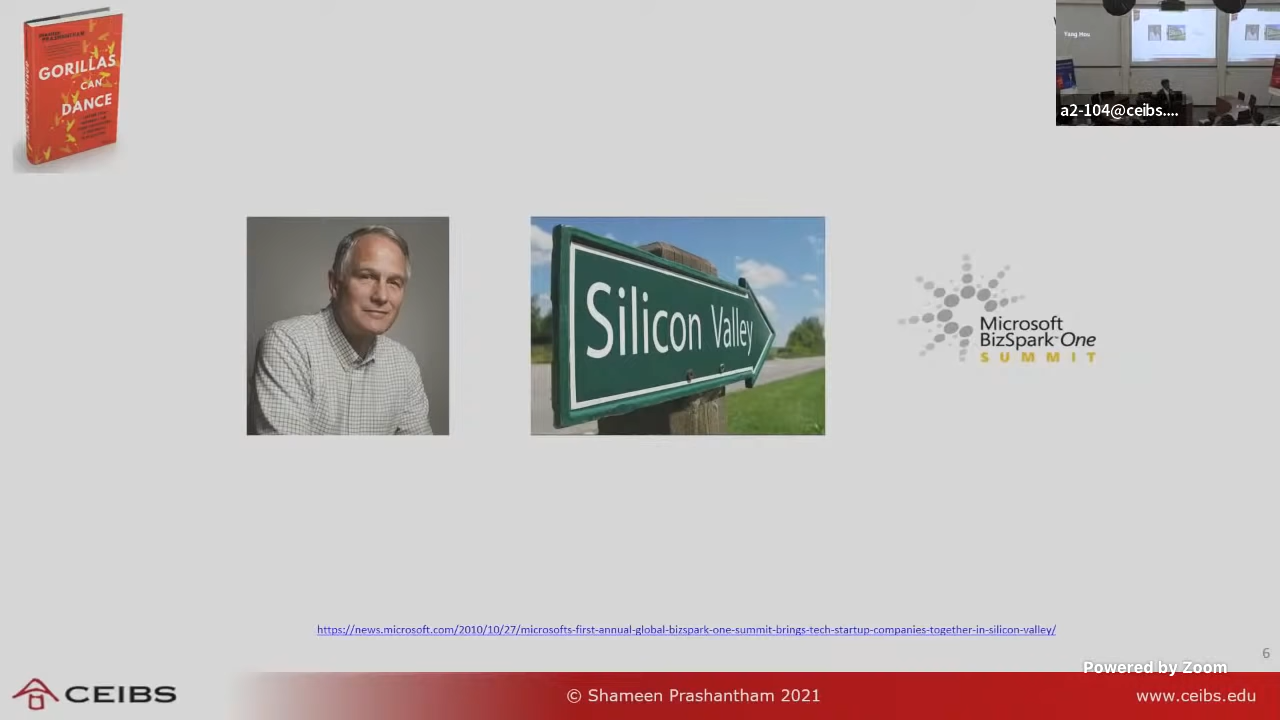 GORILLAS
CAN
DANCE
Yang Hou
a2-104@ceibs....
Silicon Valley
Microsoft
BizSpark One
SUMMIT
https://news.microsoft.com/2010/10/27/microsofts-first-annual-global-bizspark-one-summit-brings-tech-startup-companies-together-in-silicon-valley/
6
Powered by Zoom
CEIBS
© Shameen Prashantham 2021
www.ceibs.edu